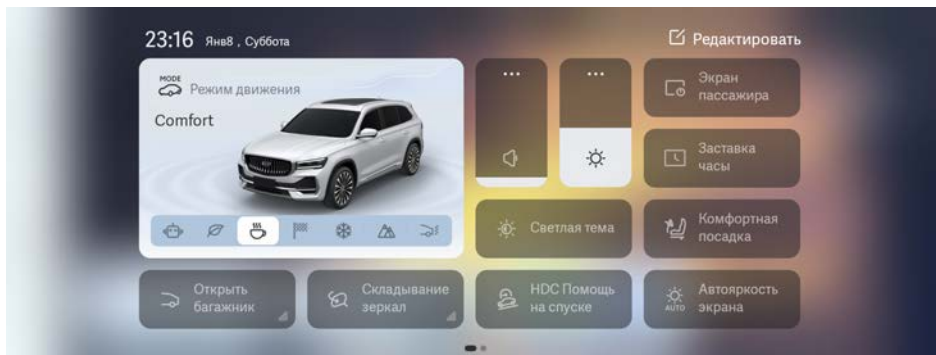 23:16 Янв8 , Суббота
Редактировать
MODE
Режим движения
Comfort
Экран
пассажира
Заставка
часы
Светлая тема
Комфортная
посадка
Открыть
багажник
Складывание
зеркал
HDC Помощь
на спуске
AUTO
Автояркость
экрана